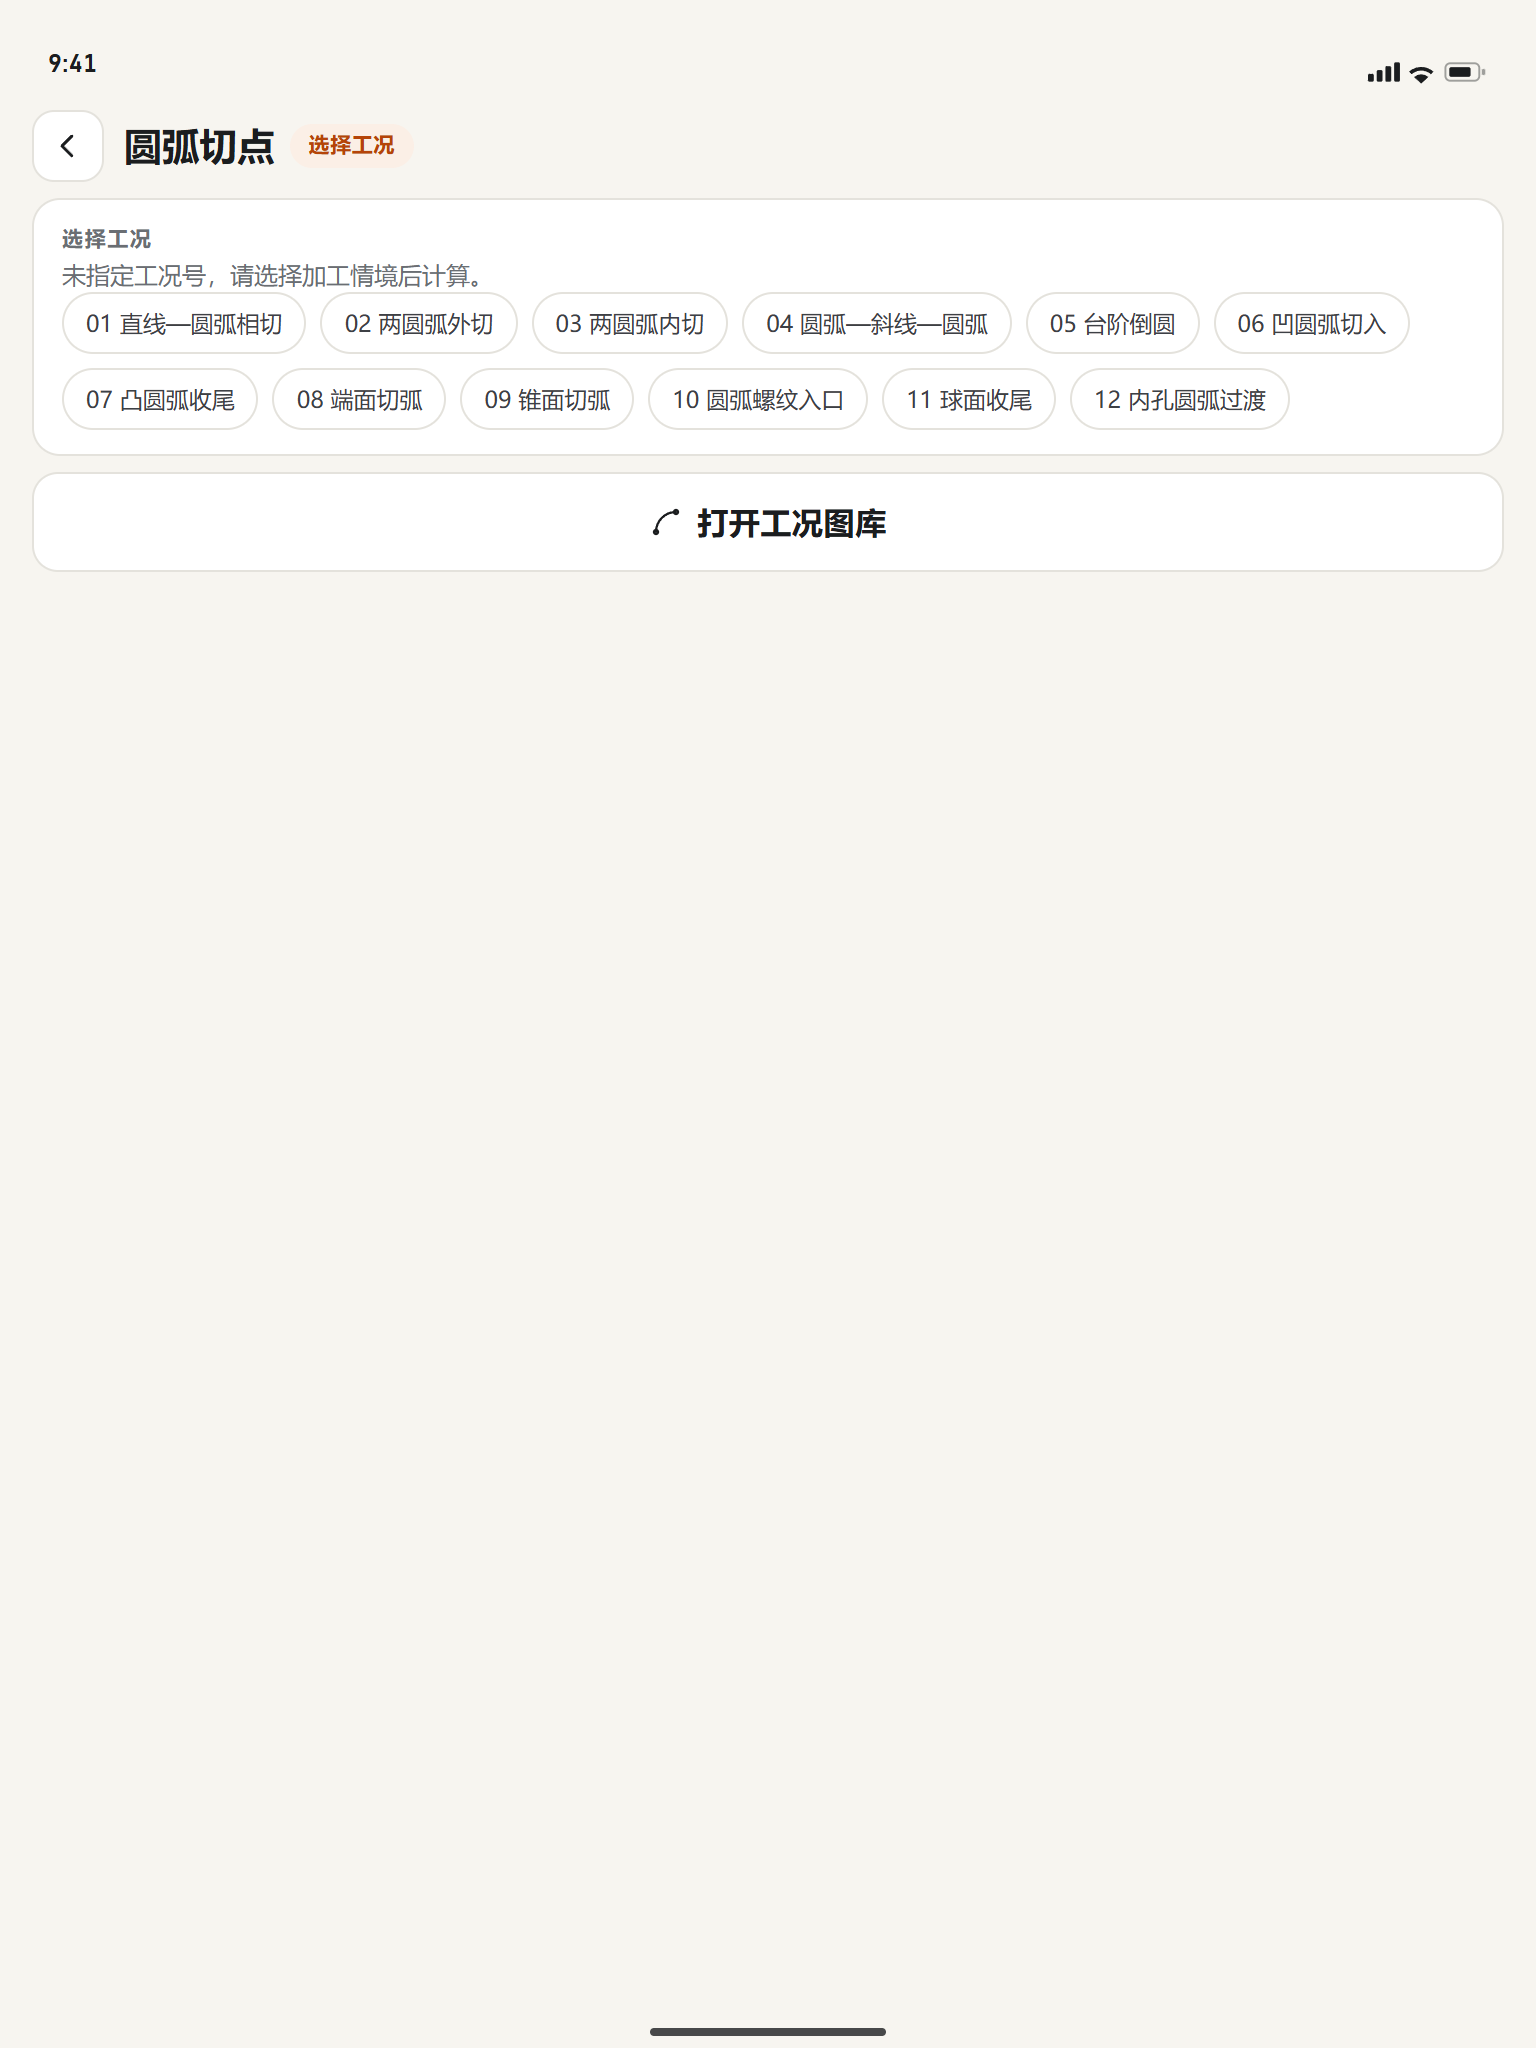 9:41
圆弧切点 选择工况
选择工况
未指定工况号，请选择加工情境后计算。
01 直线—圆弧相切 02 两圆弧外切 03 两圆弧内切 04 圆弧—斜线—圆弧 05 台阶倒圆 06 凹圆弧切入
07 凸圆弧收尾 08 端面切弧 09 锥面切弧 10 圆弧螺纹入口 11 球面收尾 12 内孔圆弧过渡
打开工况图库